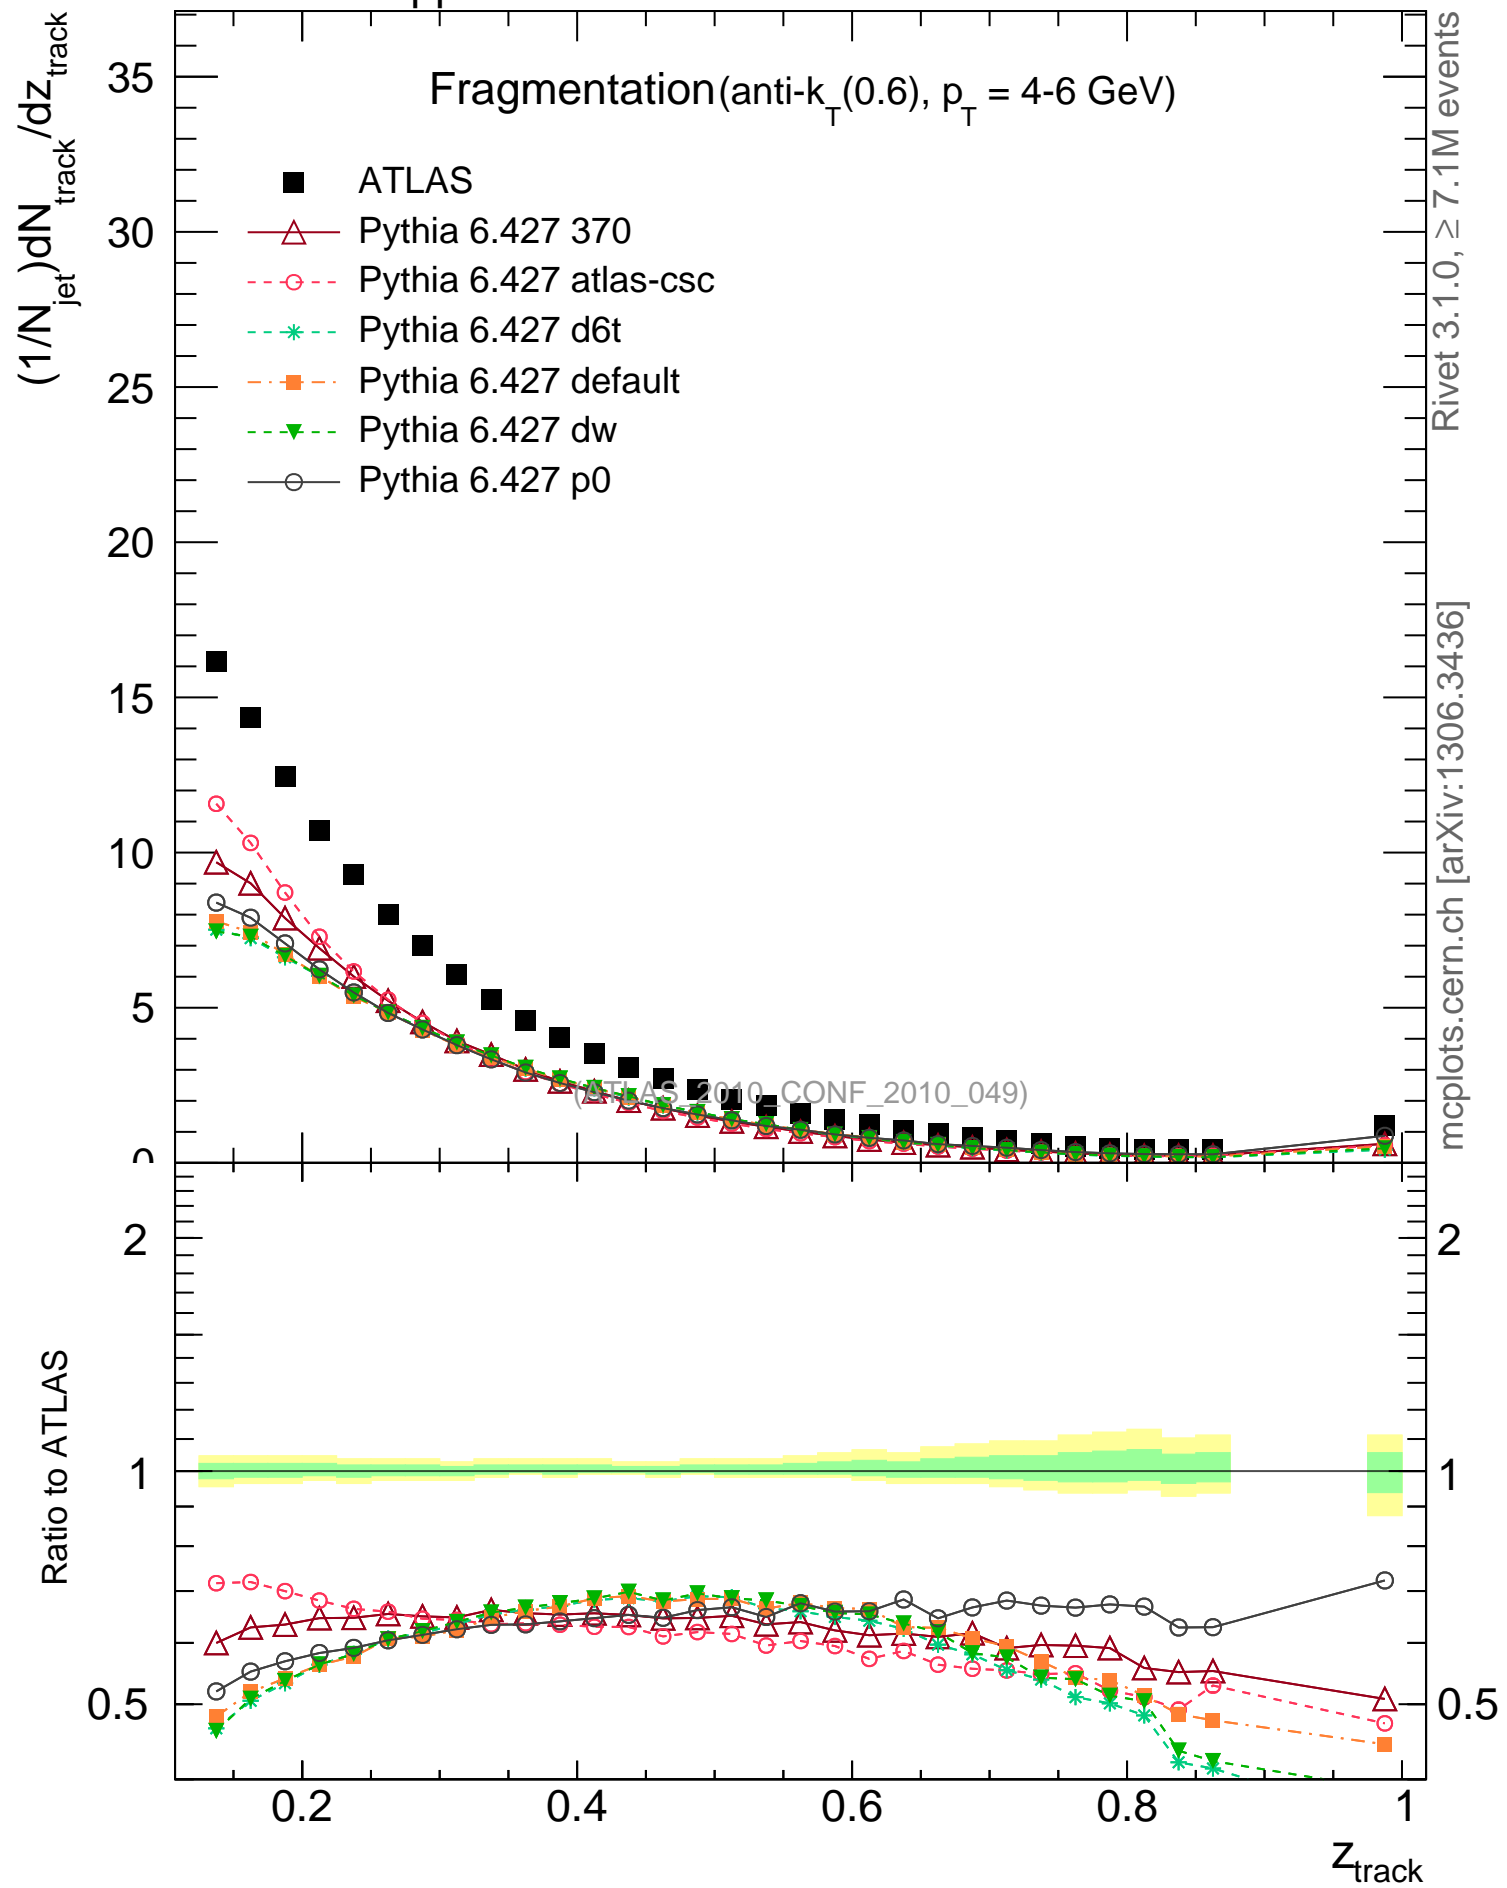 pp
Fragmentation (anti-k_T(0.6), p_T = 4-6 GeV)
(1/N_jet)dN_track/dz_track
ATLAS
Pythia 6.427 370
Pythia 6.427 atlas-csc
Pythia 6.427 d6t
Pythia 6.427 default
Pythia 6.427 dw
Pythia 6.427 p0
35
30
25
20
15
10
5
0
(ATLAS_2010_CONF_2010_049)
Rivet 3.1.0, ≥ 7.1M events
mcplots.cern.ch [arXiv:1306.3436]
Ratio to ATLAS
2
1
0.5
2
1
0.5
0.2
0.4
0.6
0.8
1
z_track